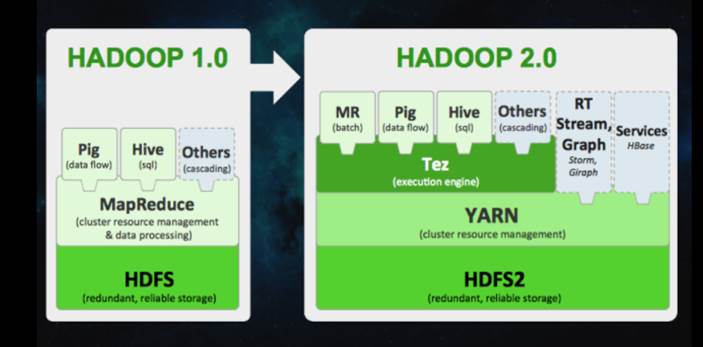 HADOOP 1.0
Pig
(data flow)
Hive
(sql)
Others
(cascading)
MapReduce
(cluster resource management
& data processing)
HDFS
(redundant, reliable storage)
HADOOP 2.0
MR
(batch)
Pig
(data flow)
Hive
(sql)
Others
(cascading)
RT
Stream,
Graph
Storm,
Giraph
Services
HBase
Tez
(execution engine)
YARN
(cluster resource management)
HDFS2
(redundant, reliable storage)